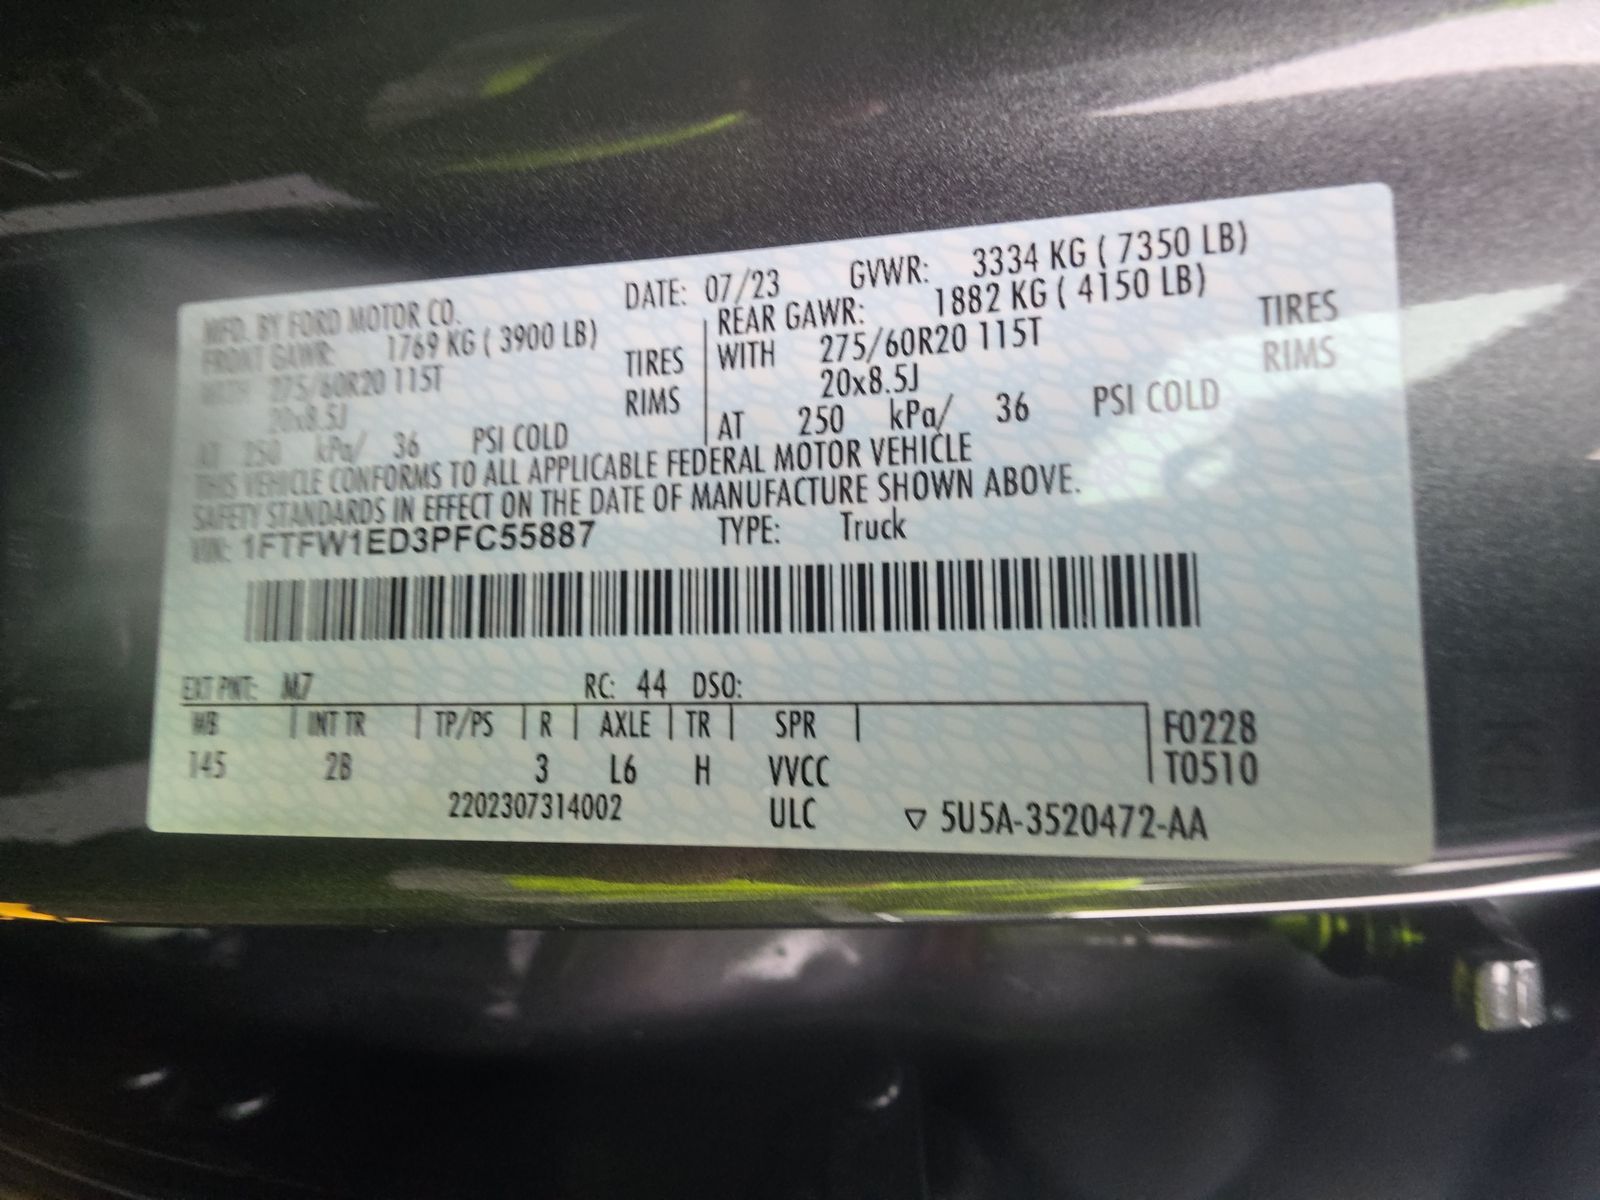 MFD. BY FORD MOTOR CO. DATE: 07/23 GVWR: 3334 KG ( 7350 LB)
FRONT GAWR: 1769 KG ( 3900 LB) REAR GAWR: 1882 KG ( 4150 LB)
WITH 275/60R20 115T TIRES WITH 275/60R20 115T TIRES
20x8.5J RIMS 20x8.5J RIMS
AT 250 kPa/ 36 PSI COLD AT 250 kPa/ 36 PSI COLD
THIS VEHICLE CONFORMS TO ALL APPLICABLE FEDERAL MOTOR VEHICLE
SAFETY STANDARDS IN EFFECT ON THE DATE OF MANUFACTURE SHOWN ABOVE.
VIN: 1FTFW1ED3PFC55887 TYPE: Truck
EXT PNT: M7 RC: 44 DSO:
WB INT TR TP/PS R AXLE TR SPR F0228
145 2B 3 L6 H VVCC T0510
2202307314002 ULC ▽ 5U5A-3520472-AA